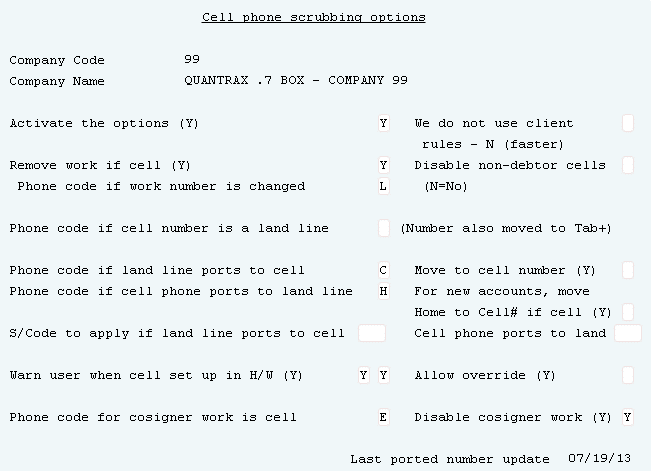 Cell phone scrubbing options
Company Code 99
Company Name QUANTRAX .7 BOX - COMPANY 99
Activate the options (Y) Y We do not use client
rules - N (faster)
Remove work if cell (Y) Y Disable non-debtor cells
Phone code if work number is changed L (N=No)
Phone code if cell number is a land line (Number also moved to Tab+)
Phone code if land line ports to cell C Move to cell number (Y)
Phone code if cell phone ports to land line H For new accounts, move
Home to Cell# if cell (Y)
S/Code to apply if land line ports to cell Cell phone ports to land
Warn user when cell set up in H/W (Y) Y Y Allow override (Y)
Phone code for cosigner work is cell E Disable cosigner work (Y) Y
Last ported number update 07/19/13